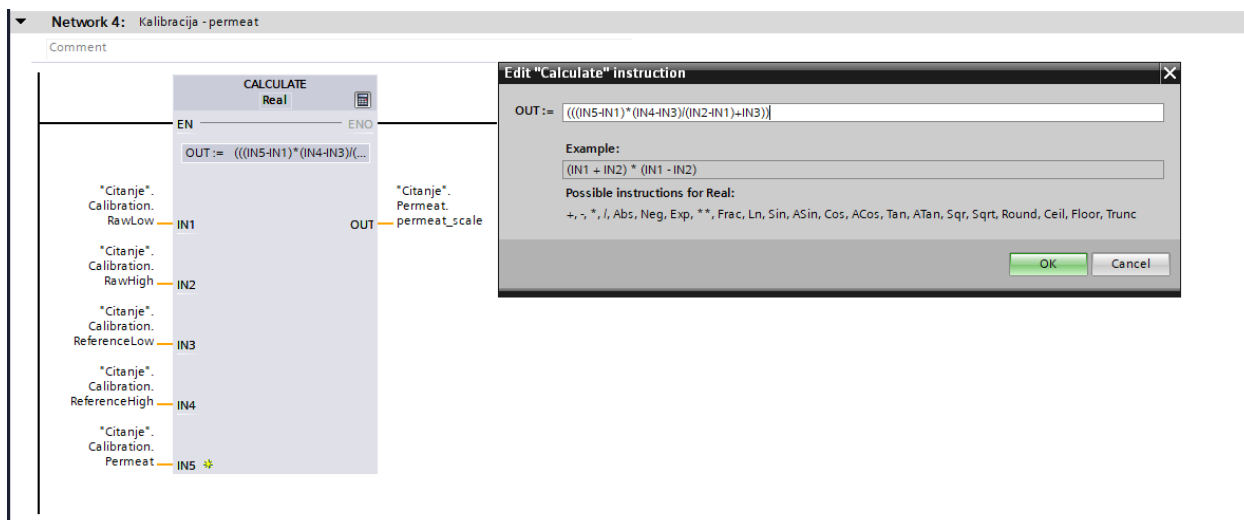 Network 4: Kalibracija - permeat
Comment
CALCULATE
Real
EN
ENO
OUT := (((IN5-IN1)*(IN4-IN3)/(...
"Citanje".
Calibration.
RawLow
IN1
OUT
"Citanje".
Permeat.
permeat_scale
"Citanje".
Calibration.
RawHigh
IN2
"Citanje".
Calibration.
ReferenceLow
IN3
"Citanje".
Calibration.
ReferenceHigh
IN4
"Citanje".
Calibration.
Permeat
IN5
Edit "Calculate" instruction
OUT := (((IN5-IN1)*(IN4-IN3)/(IN2-IN1)+IN3))
Example:
(IN1 + IN2) * (IN1 - IN2)
Possible instructions for Real:
+, -, *, /, Abs, Neg, Exp, **, Frac, Ln, Sin, ASin, Cos, ACos, Tan, ATan, Sqr, Sqrt, Round, Ceil, Floor, Trunc
OK
Cancel